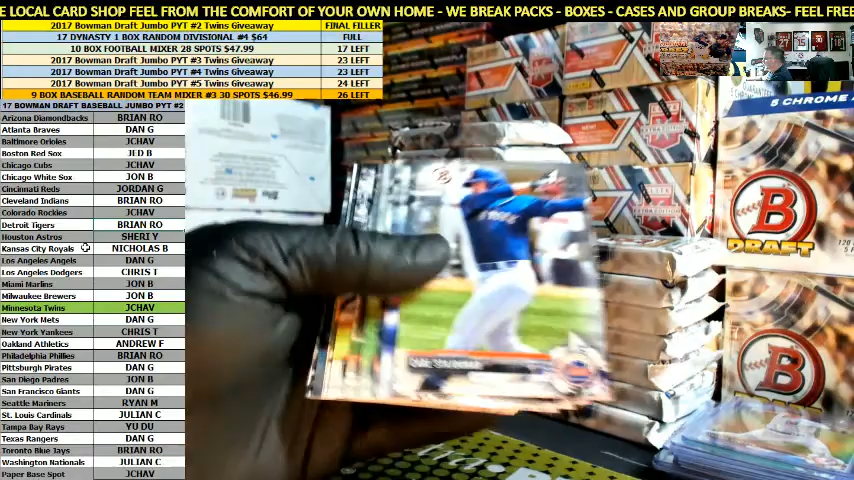 E LOCAL CARD SHOP FEEL FROM THE COMFORT OF YOUR OWN HOME - WE BREAK PACKS - BOXES - CASES AND GROUP BREAKS- FEEL FREE
2017 Bowman Draft Jumbo PYT #2 Twins Giveaway FINAL FILLER
17 DYNASTY 1 BOX RANDOM DIVISIONAL #4 $64 FULL
10 BOX FOOTBALL MIXER 28 SPOTS $47.99 17 LEFT
2017 Bowman Draft Jumbo PYT #3 Twins Giveaway 23 LEFT
2017 Bowman Draft Jumbo PYT #4 Twins Giveaway 23 LEFT
2017 Bowman Draft Jumbo PYT #5 Twins Giveaway 24 LEFT
9 BOX BASEBALL RANDOM TEAM MIXER #3 30 SPOTS $46.99 26 LEFT
17 BOWMAN DRAFT BASEBALL JUMBO PYT #2
Arizona Diamondbacks BRIAN RO
Atlanta Braves DAN G
Baltimore Orioles JCHAV
Boston Red Sox JED B
Chicago Cubs JCHAV
Chicago White Sox JON B
Cincinnati Reds JORDAN G
Cleveland Indians BRIAN RO
Colorado Rockies JCHAV
Detroit Tigers BRIAN RO
Houston Astros SHERI Y
Kansas City Royals NICHOLAS B
Los Angeles Angels DAN G
Los Angeles Dodgers CHRIS T
Miami Marlins JON B
Milwaukee Brewers JON B
Minnesota Twins JCHAV
New York Mets DAN G
New York Yankees CHRIS T
Oakland Athletics ANDREW F
Philadelphia Phillies BRIAN RO
Pittsburgh Pirates DAN G
San Diego Padres JON B
San Francisco Giants DAN G
Seattle Mariners RYAN M
St. Louis Cardinals JULIAN C
Tampa Bay Rays YU DU
Texas Rangers DAN G
Toronto Blue Jays BRIAN RO
Washington Nationals JULIAN C
Paper Base Spot JCHAV
5 CHROME
B
DRAFT
120
B
DRAFT